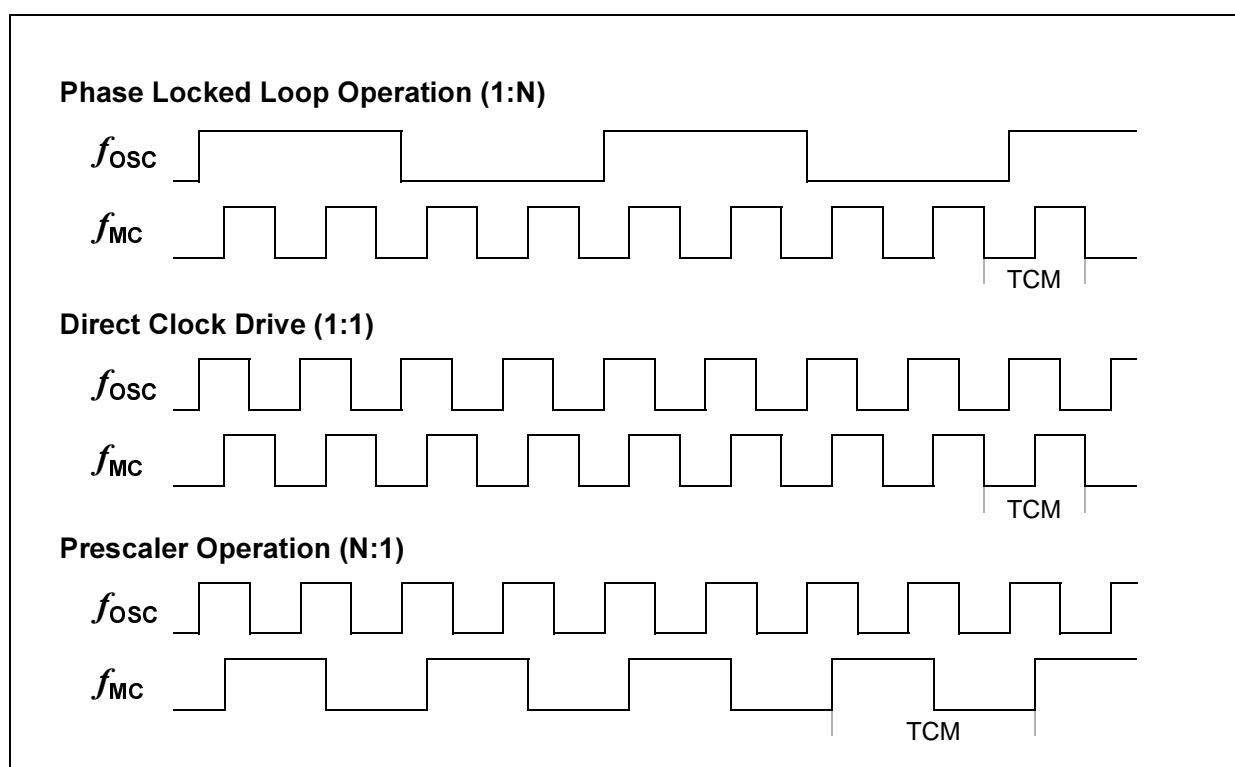 Phase Locked Loop Operation (1:N)
fOSC
fMC
TCM
Direct Clock Drive (1:1)
fOSC
fMC
TCM
Prescaler Operation (N:1)
fOSC
fMC
TCM